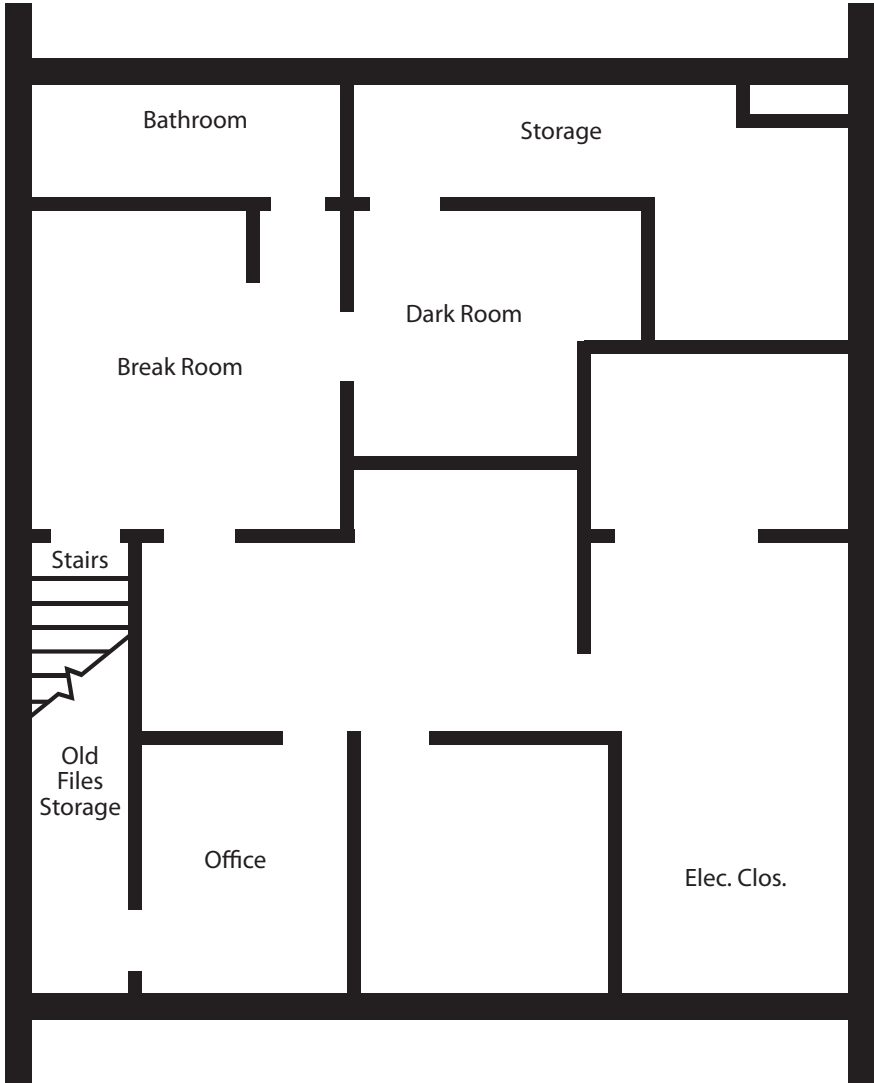 Bathroom
Storage
Dark Room
Break Room
Stairs
Old
Files
Storage
Office
Elec. Clos.